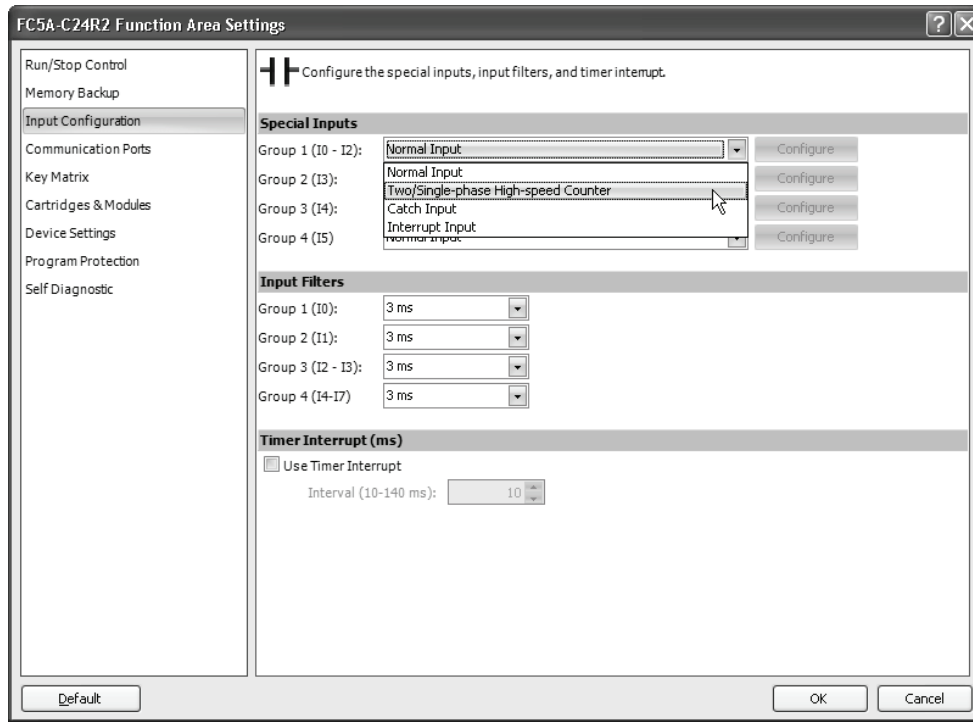 FC5A-C24R2 Function Area Settings
Run/Stop Control
Memory Backup
Input Configuration
Communication Ports
Key Matrix
Cartridges & Modules
Device Settings
Program Protection
Self Diagnostic
Configure the special inputs, input filters, and timer interrupt.
Special Inputs
Group 1 (I0 - I2): Normal Input Configure
Normal Input
Group 2 (I3): Configure
Two/Single-phase High-speed Counter
Group 3 (I4): Catch Input Configure
Interrupt Input
Group 4 (I5) Normal Input Configure
Input Filters
Group 1 (I0): 3 ms
Group 2 (I1): 3 ms
Group 3 (I2 - I3): 3 ms
Group 4 (I4-I7) 3 ms
Timer Interrupt (ms)
Use Timer Interrupt
Interval (10-140 ms): 10
Default OK Cancel